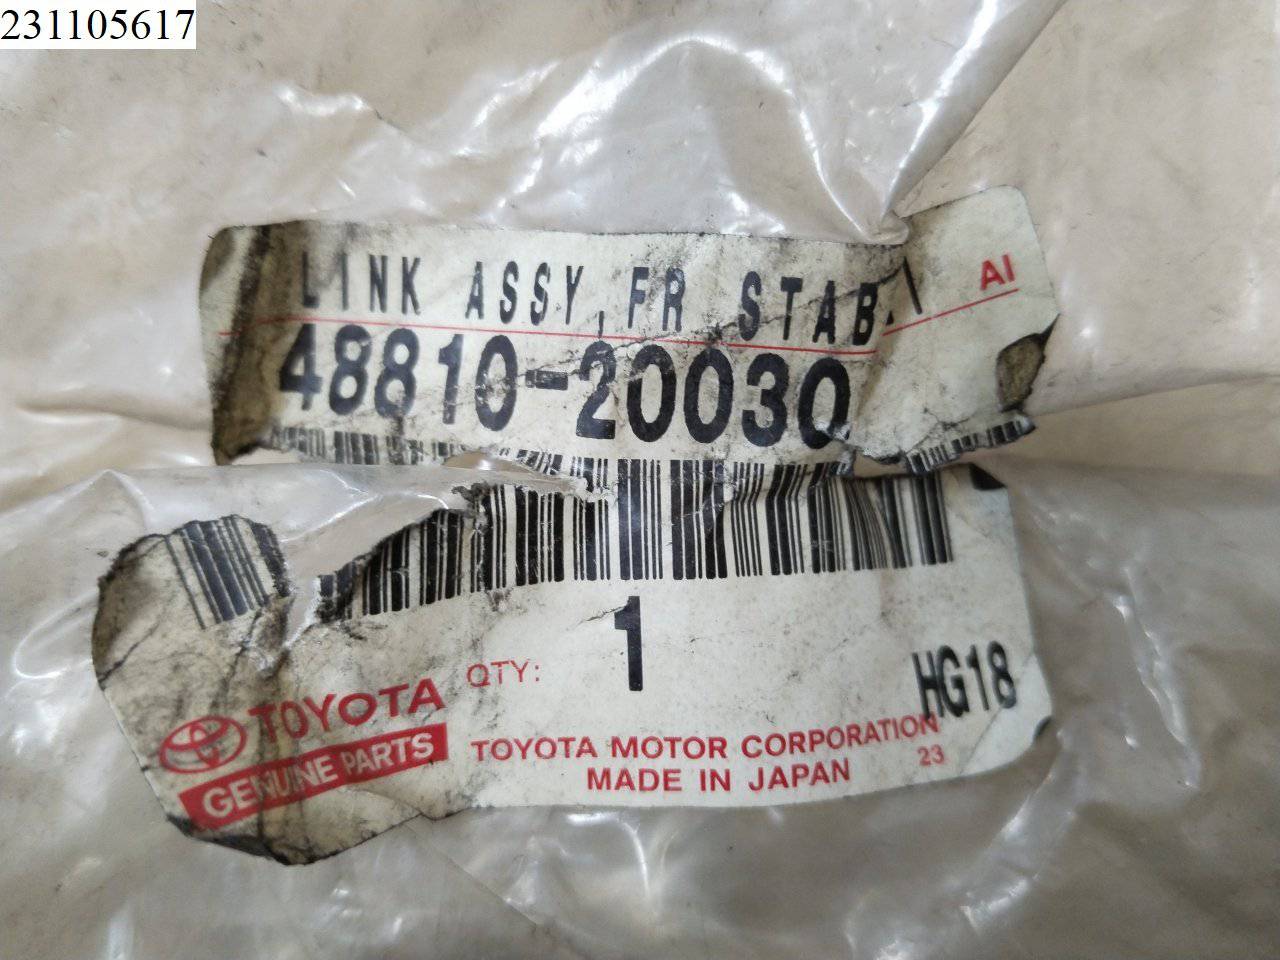 231105617
LINK ASSY,FR STAB.
AI
48810-20030
1
QTY:
HG18
TOYOTA
GENUINE PARTS
TOYOTA MOTOR CORPORATION
MADE IN JAPAN
23